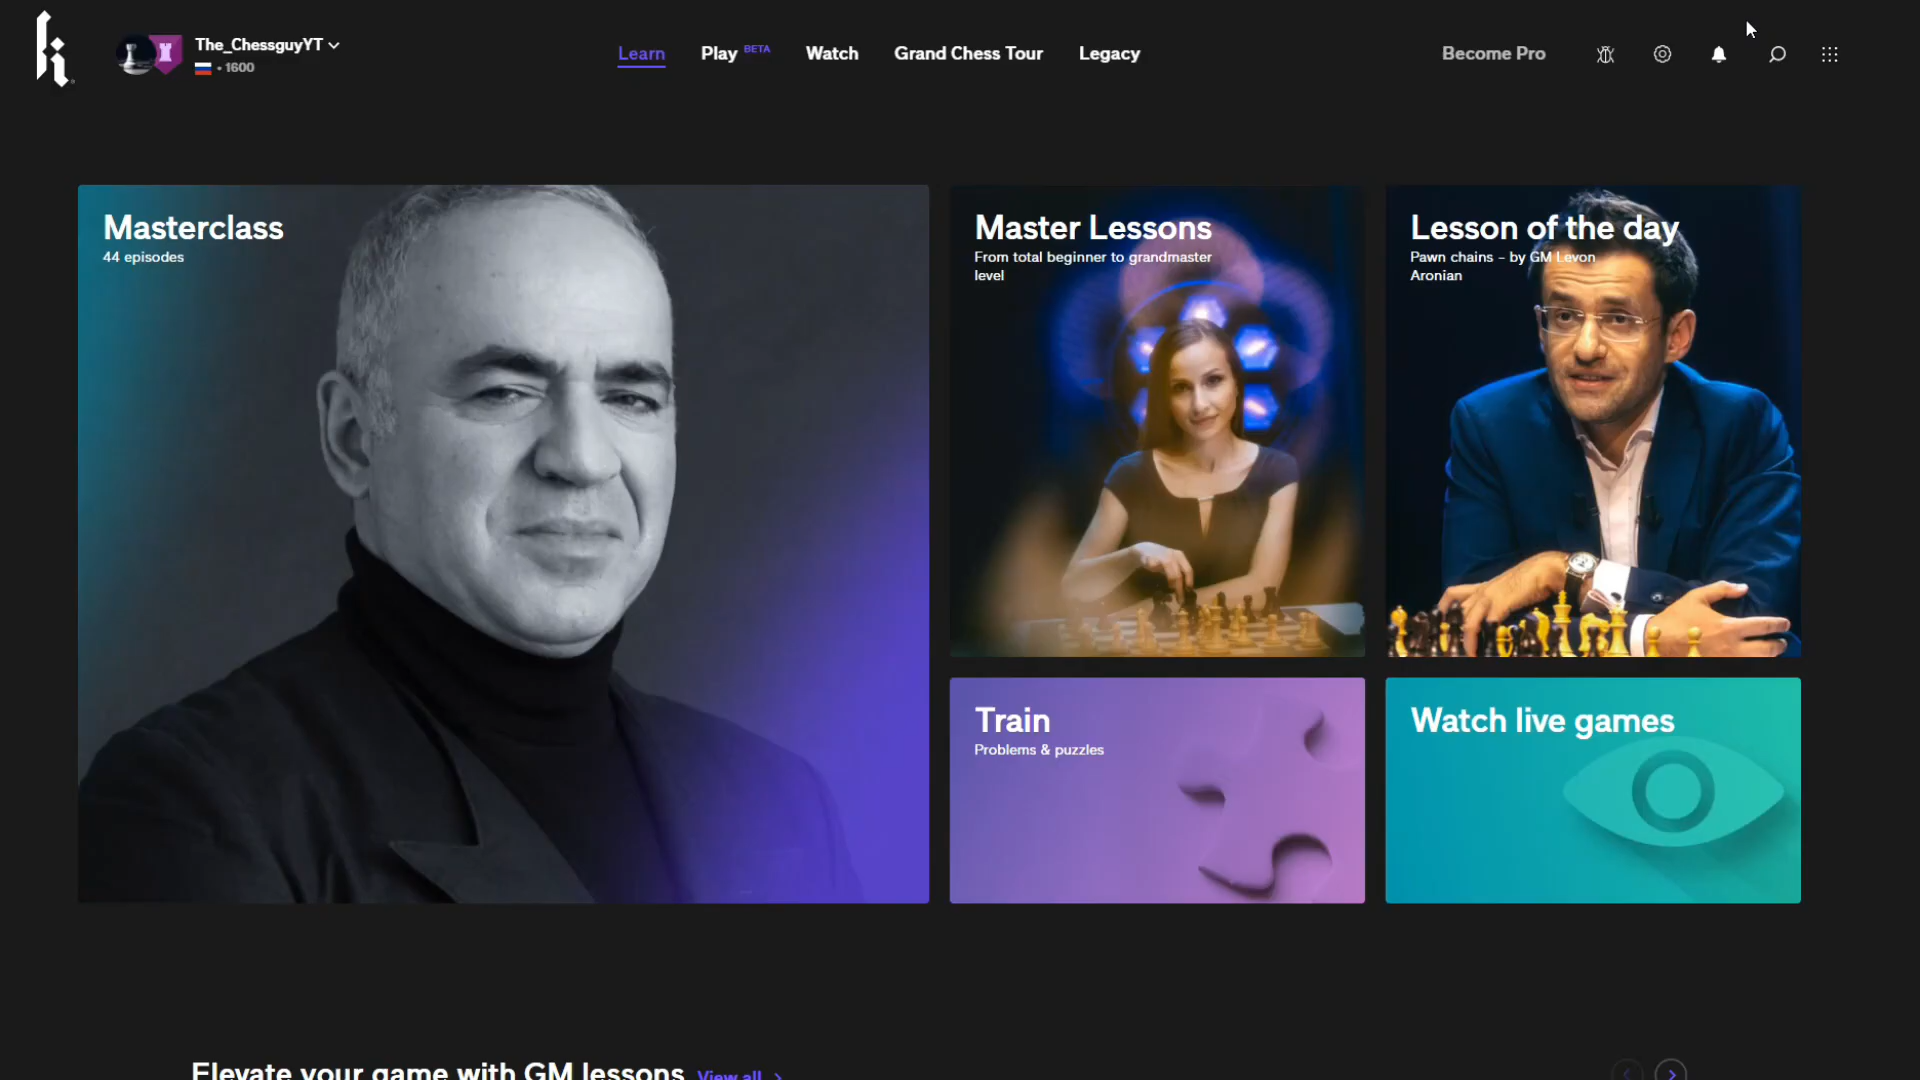 The_ChessguyYT
• 1600
Learn
Play BETA
Watch
Grand Chess Tour
Legacy
Become Pro
Masterclass
44 episodes
Master Lessons
From total beginner to grandmaster
level
Lesson of the day
Pawn chains – by GM Levon
Aronian
Train
Problems & puzzles
Watch live games
Elevate your game with GM lessons
View all